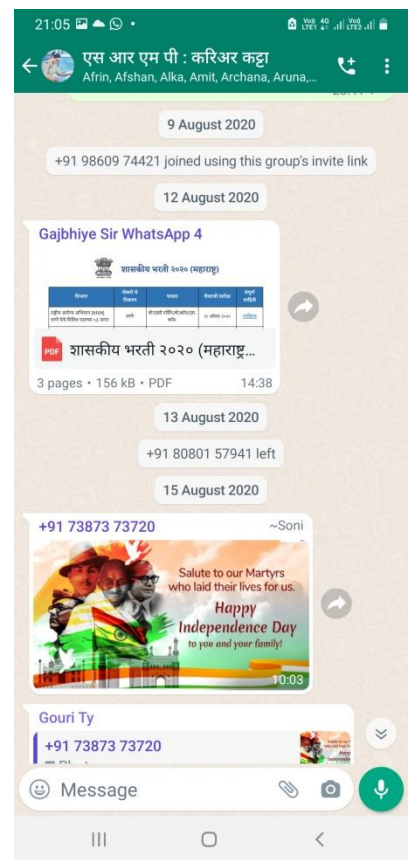 21:05
एस आर एम पी : करिअर कट्टा
Afrin, Afshan, Alka, Amit, Archana, Aruna,...
9 August 2020
+91 98609 74421 joined using this group's invite link
12 August 2020
Gajbhiye Sir WhatsApp 4
शासकीय भरती २०२० (महाराष्ट्र)
PDF शासकीय भरती २०२० (महाराष्ट्र...
3 pages • 156 kB • PDF 14:38
13 August 2020
+91 80801 57941 left
15 August 2020
+91 73873 73720 ~Soni
Salute to our Martyrs
who laid their lives for us.
Happy
Independence Day
to you and your family!
10:03
Gouri Ty
+91 73873 73720
Message